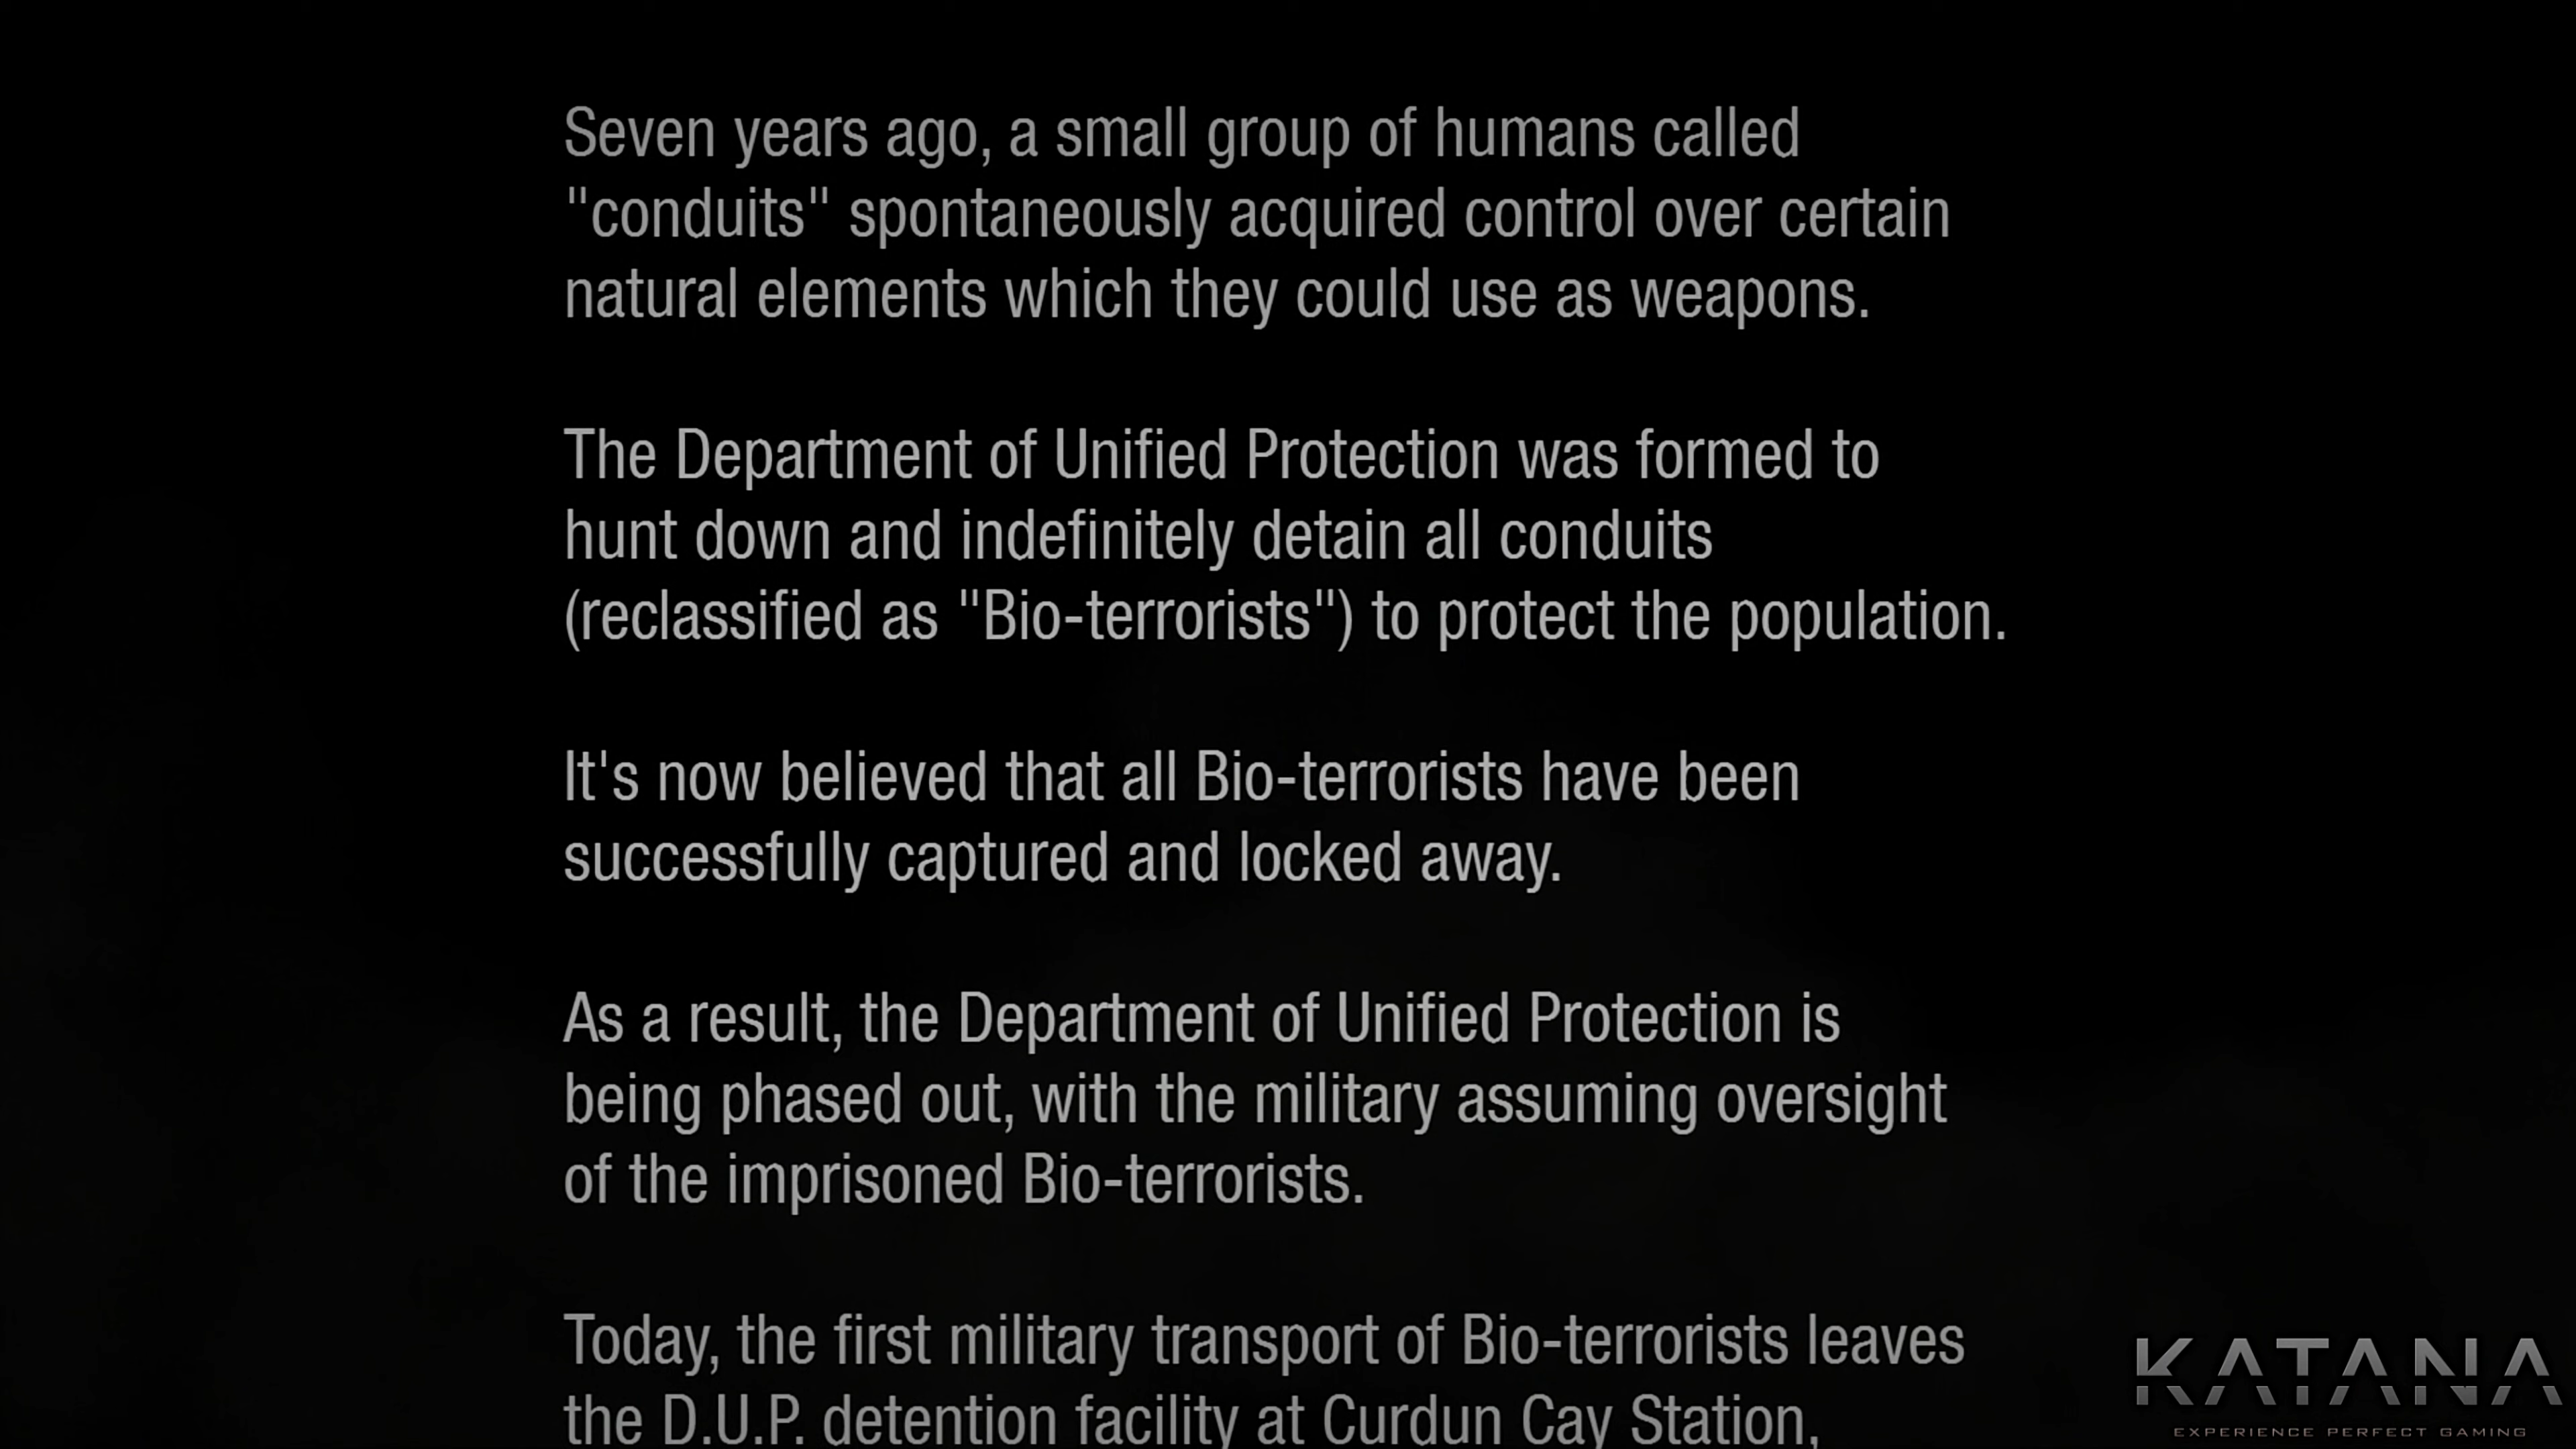 Seven years ago, a small group of humans called
"conduits" spontaneously acquired control over certain
natural elements which they could use as weapons.
The Department of Unified Protection was formed to
hunt down and indefinitely detain all conduits
(reclassified as "Bio-terrorists") to protect the population.
It's now believed that all Bio-terrorists have been
successfully captured and locked away.
As a result, the Department of Unified Protection is
being phased out, with the military assuming oversight
of the imprisoned Bio-terrorists.
Today, the first military transport of Bio-terrorists leaves
the D.U.P. detention facility at Curdun Cay Station,
KATANA
EXPERIENCE PERFECT GAMING